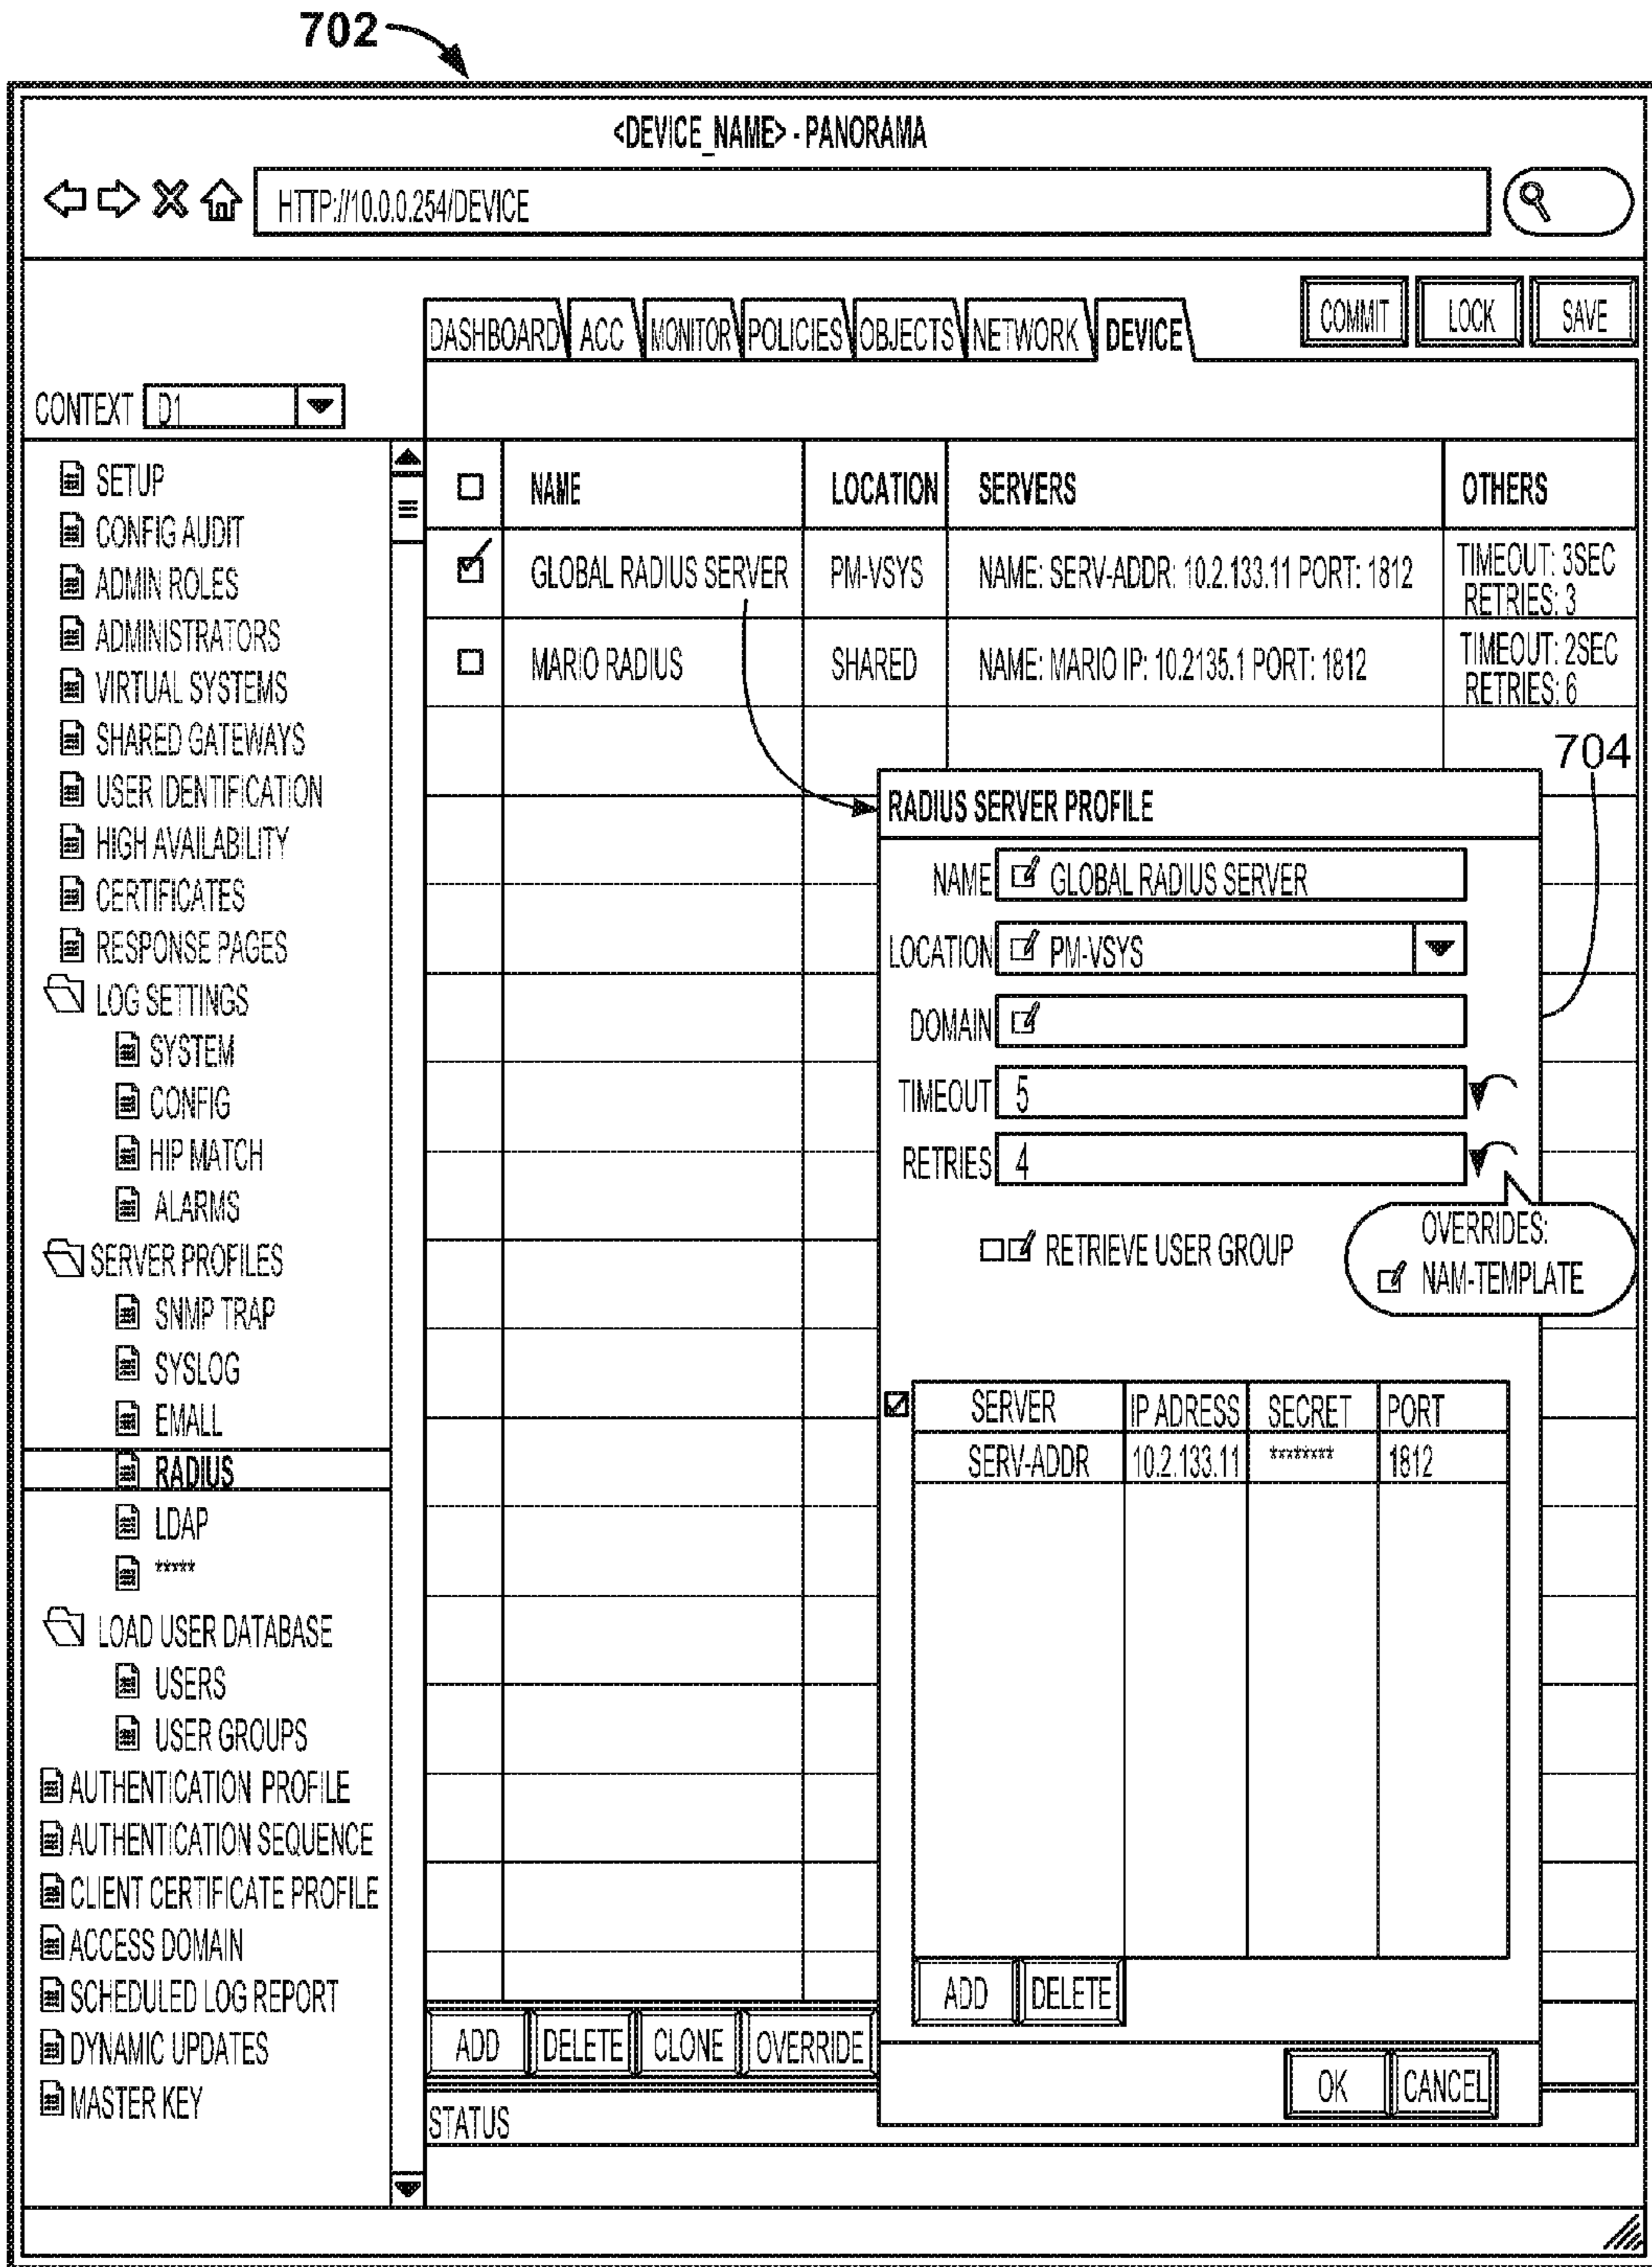 702
<DEVICE_NAME> - PANORAMA
HTTP://10.0.0.254/DEVICE
DASHBOARD ACC MONITOR POLICIES OBJECTS NETWORK DEVICE
COMMIT LOCK SAVE
CONTEXT D1
SETUP
CONFIG AUDIT
ADMIN ROLES
ADMINISTRATORS
VIRTUAL SYSTEMS
SHARED GATEWAYS
USER IDENTIFICATION
HIGH AVAILABILITY
CERTIFICATES
RESPONSE PAGES
LOG SETTINGS
SYSTEM
CONFIG
HIP MATCH
ALARMS
SERVER PROFILES
SNMP TRAP
SYSLOG
EMALL
RADIUS
LDAP
*****
LOAD USER DATABASE
USERS
USER GROUPS
AUTHENTICATION PROFILE
AUTHENTICATION SEQUENCE
CLIENT CERTIFICATE PROFILE
ACCESS DOMAIN
SCHEDULED LOG REPORT
DYNAMIC UPDATES
MASTER KEY
NAME LOCATION SERVERS OTHERS
GLOBAL RADIUS SERVER PM-VSYS NAME: SERV-ADDR: 10.2.133.11 PORT: 1812 TIMEOUT: 3SEC
RETRIES: 3
MARIO RADIUS SHARED NAME: MARIO IP: 10.2135.1 PORT: 1812 TIMEOUT: 2SEC
RETRIES: 6
704
RADIUS SERVER PROFILE
NAME GLOBAL RADIUS SERVER
LOCATION PM-VSYS
DOMAIN
TIMEOUT 5
RETRIES 4
OVERRIDES:
NAM-TEMPLATE
RETRIEVE USER GROUP
SERVER IP ADRESS SECRET PORT
SERV-ADDR 10.2.133.11 ******** 1812
ADD DELETE
OK CANCEL
ADD DELETE CLONE OVERRIDE
STATUS